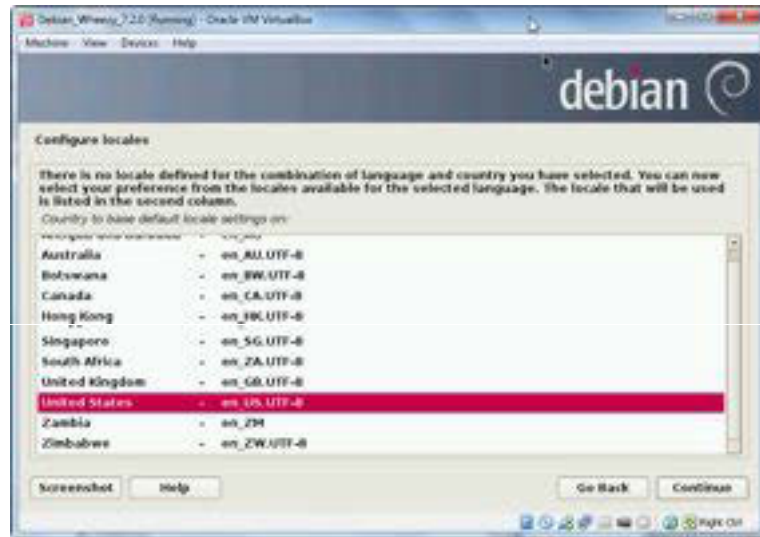 Debian_Wheezy_7.2.0 [Running] - Oracle VM VirtualBox
Machine View Devices Help
debian
Configure locales
There is no locale defined for the combination of language and country you have selected. You can now
select your preference from the locales available for the selected language. The locale that will be used
is listed in the second column.
Country to base default locale settings on:
Australia - en_AU.UTF-8
Botswana - en_BW.UTF-8
Canada - en_CA.UTF-8
Hong Kong - en_HK.UTF-8
Singapore - en_SG.UTF-8
South Africa - en_ZA.UTF-8
United Kingdom - en_GB.UTF-8
United States - en_US.UTF-8
Zambia - en_ZM
Zimbabwe - en_ZW.UTF-8
Screenshot Help Go Back Continue
Right Ctrl